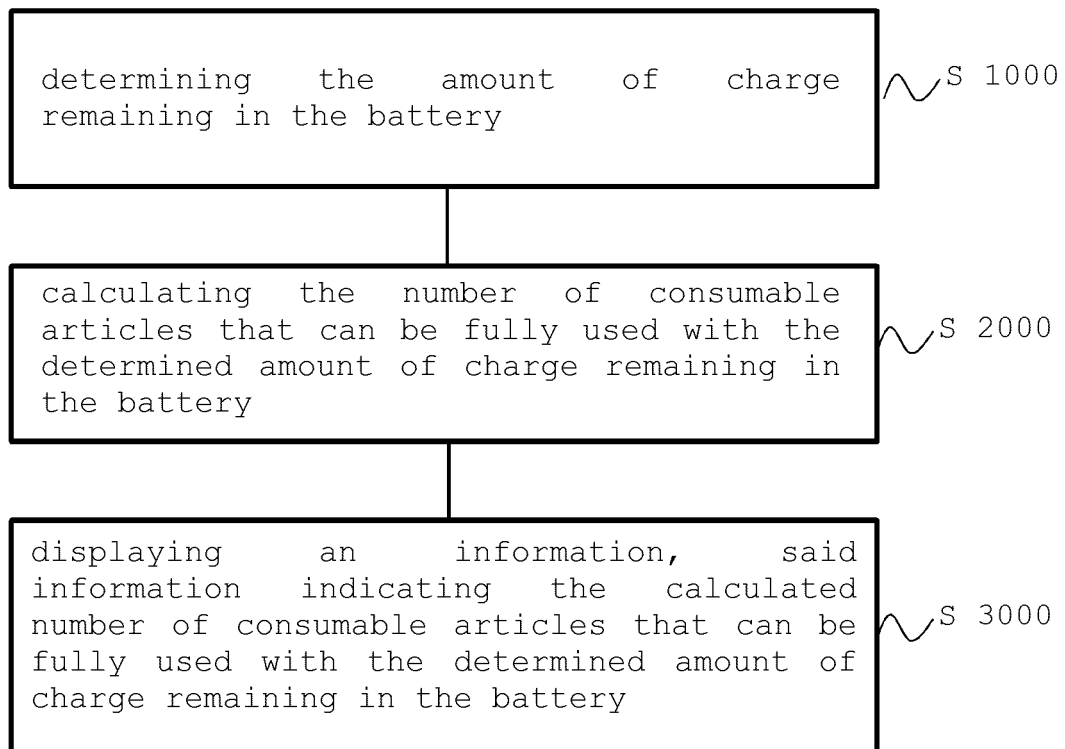 determining the amount of charge
remaining in the battery
S 1000
calculating the number of consumable
articles that can be fully used with the
determined amount of charge remaining in
the battery
S 2000
displaying an information, said
information indicating the calculated
number of consumable articles that can be
fully used with the determined amount of
charge remaining in the battery
S 3000